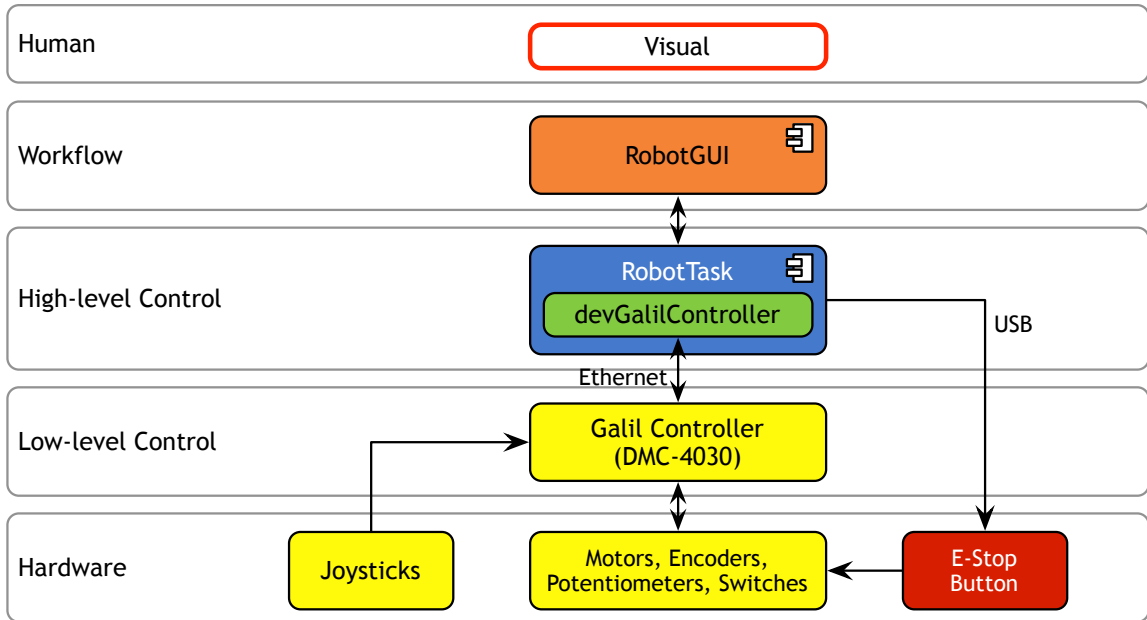 Human
Visual
Workflow
RobotGUI
High-level Control
RobotTask
devGalilController
USB
Ethernet
Low-level Control
Galil Controller
(DMC-4030)
Hardware
Joysticks
Motors, Encoders,
Potentiometers, Switches
E-Stop
Button